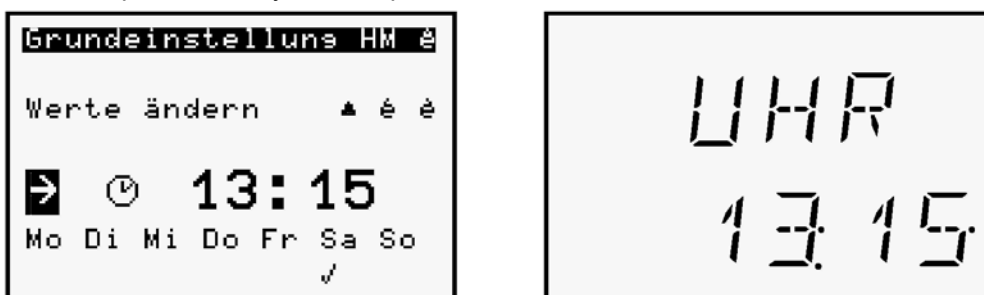 Grundeinstellung HM é
Werte ändern ▲ é é
→ 13:15
Mo Di Mi Do Fr Sa So
✓
UHR
13.15.